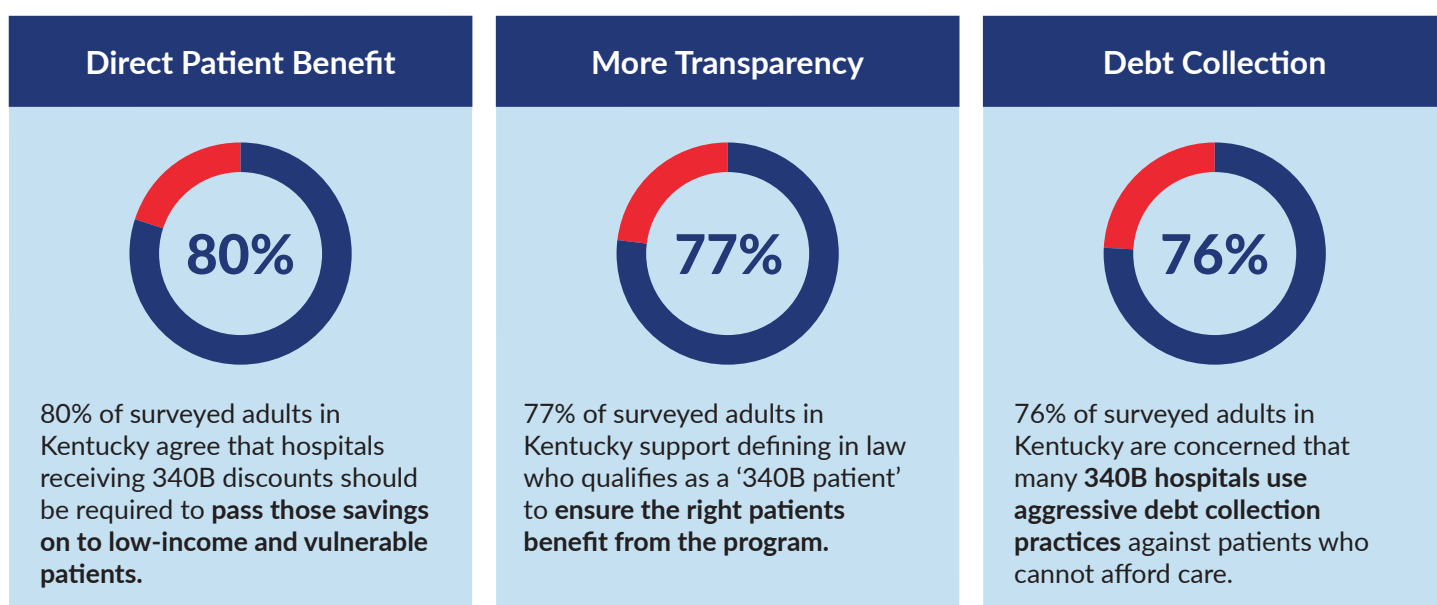 Direct Patient Benefit
80%
80% of surveyed adults in
Kentucky agree that hospitals
receiving 340B discounts should
be required to pass those savings
on to low-income and vulnerable
patients.
More Transparency
77%
77% of surveyed adults in
Kentucky support defining in law
who qualifies as a ‘340B patient’
to ensure the right patients
benefit from the program.
Debt Collection
76%
76% of surveyed adults in
Kentucky are concerned that
many 340B hospitals use
aggressive debt collection
practices against patients who
cannot afford care.